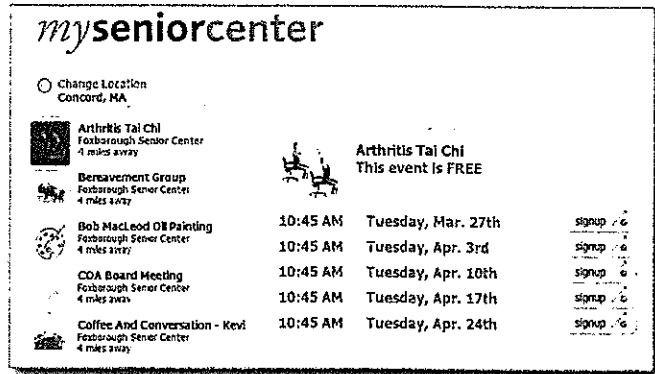 myseniorcenter
Change Location
Concord, MA
Arthritis Tai Chi
Foxborough Senior Center
4 miles away
Bereavement Group
Foxborough Senior Center
4 miles away
Bob MacLeod Oil Painting
Foxborough Senior Center
4 miles away
COA Board Meeting
Foxborough Senior Center
4 miles away
Coffee And Conversation - Kevi
Foxborough Senior Center
4 miles away
Arthritis Tai Chi
This event is FREE
10:45 AM Tuesday, Mar. 27th signup
10:45 AM Tuesday, Apr. 3rd signup
10:45 AM Tuesday, Apr. 10th signup
10:45 AM Tuesday, Apr. 17th signup
10:45 AM Tuesday, Apr. 24th signup